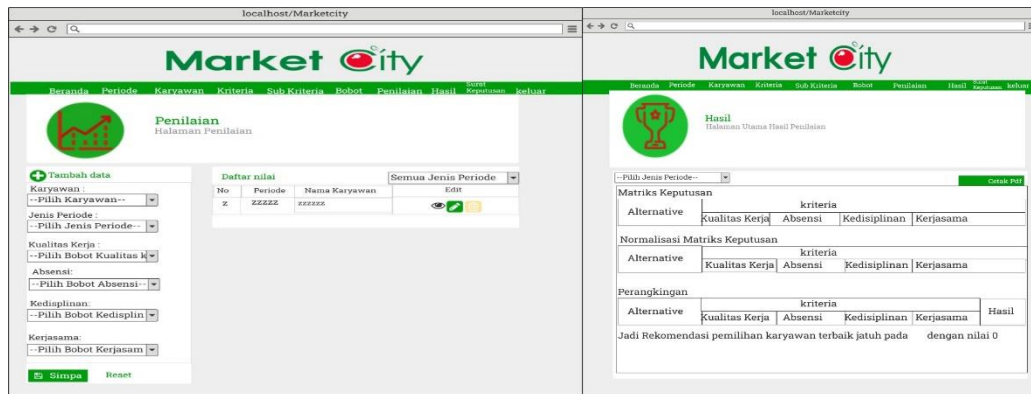 localhost/Marketcity
Market City
Beranda Periode Karyawan Kriteria Sub Kriteria Bobot Penilaian Hasil Surat Keputusan keluar
Penilaian
Halaman Penilaian
Tambah data
Karyawan :
--Pilih Karyawan--
Jenis Periode :
--Pilih Jenis Periode--
Kualitas Kerja :
--Pilih Bobot Kualitas k
Absensi:
--Pilih Bobot Absensi--
Kedisplinan:
--Pilih Bobot Kedisplin
Kerjasama:
--Pilih Bobot Kerjasam
Simpa Reset
Daftar nilai Semua Jenis Periode
No Periode Nama Karyawan Edit
z zzzzz zzzzzz
localhost/Marketcity
Market City
Beranda Periode Karyawan Kriteria Sub Kriteria Bobot Penilaian Hasil Surat Keputusan keluar
Hasil
Halaman Utama Hasil Penilaian
--Pilih Jenis Periode--
Cetak Pdf
Matriks Keputusan
Alternative kriteria
Kualitas Kerja Absensi Kedisiplinan Kerjasama
Normalisasi Matriks Keputusan
Alternative kriteria
Kualitas Kerja Absensi Kedisiplinan Kerjasama
Perangkingan
Alternative kriteria Hasil
Kualitas Kerja Absensi Kedisiplinan Kerjasama
Jadi Rekomendasi pemilihan karyawan terbaik jatuh pada dengan nilai 0